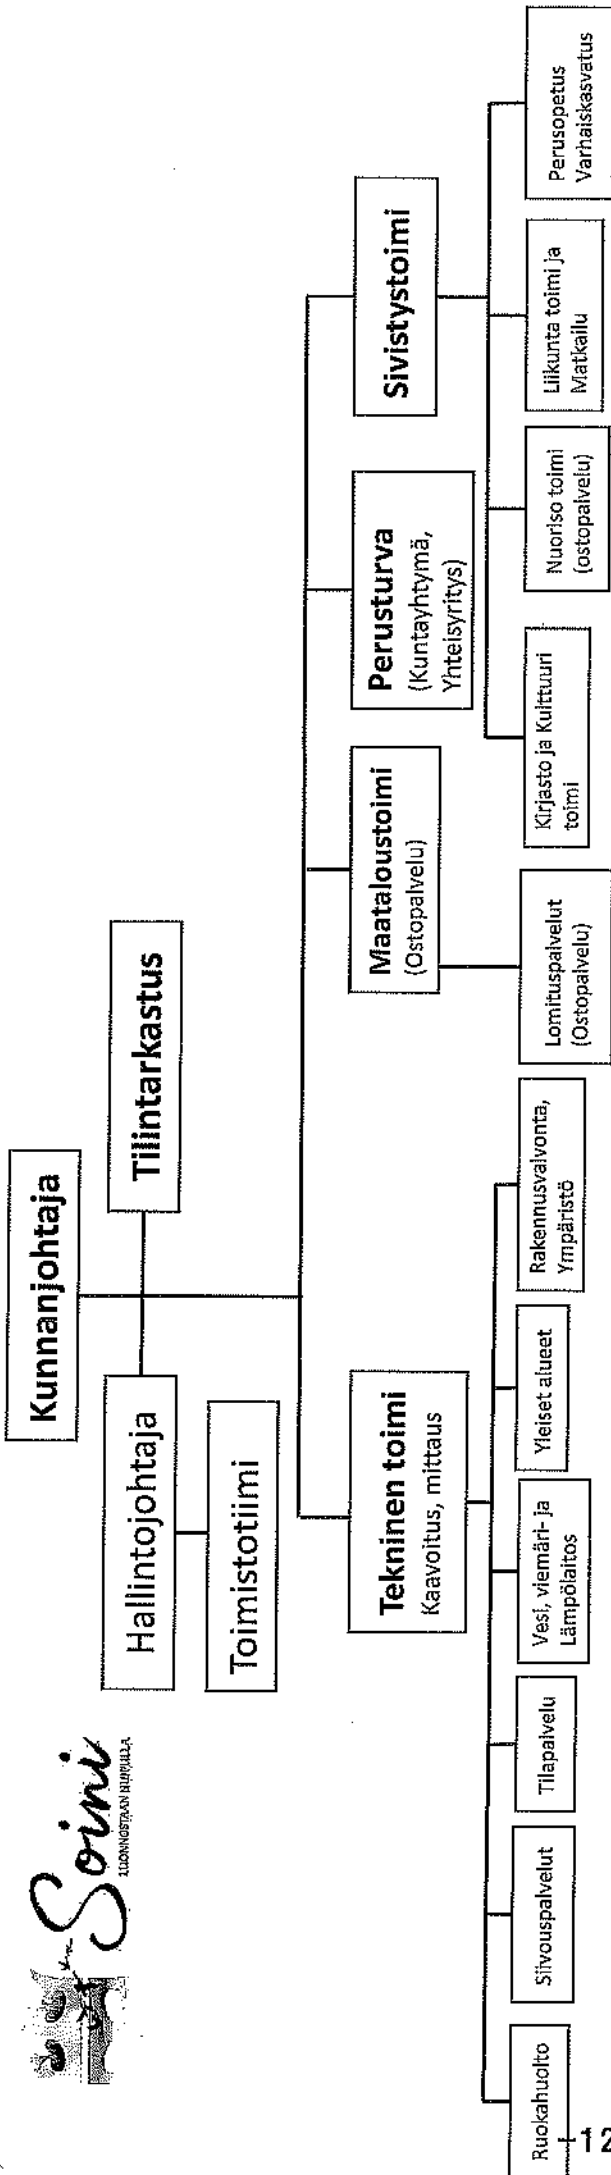 Soini
LUONNOSTAAN NURKILLA
Kunnanjohtaja
Hallintojohtaja
Tilintarkastus
Toimistotiimi
Tekninen toimi
Kaavoitus, mittaus
Maataloustoimi
(Ostopalvelu)
Perusturva
(Kuntayhtymä,
Yhteisyritys)
Sivistystoimi
Ruokahuolto
Siivouspalvelut
Tilapalvelu
Vesi, viemäri- ja
Lämpölaitos
Yleiset alueet
Rakennusvalvonta,
Ympäristö
Lomituspalvelut
(Ostopalvelu)
Kirjasto ja Kulttuuri
toimi
Nuoriso toimi
(ostopalvelu)
Liikunta toimi ja
Matkailu
Perusopetus
Varhaiskasvatus
12